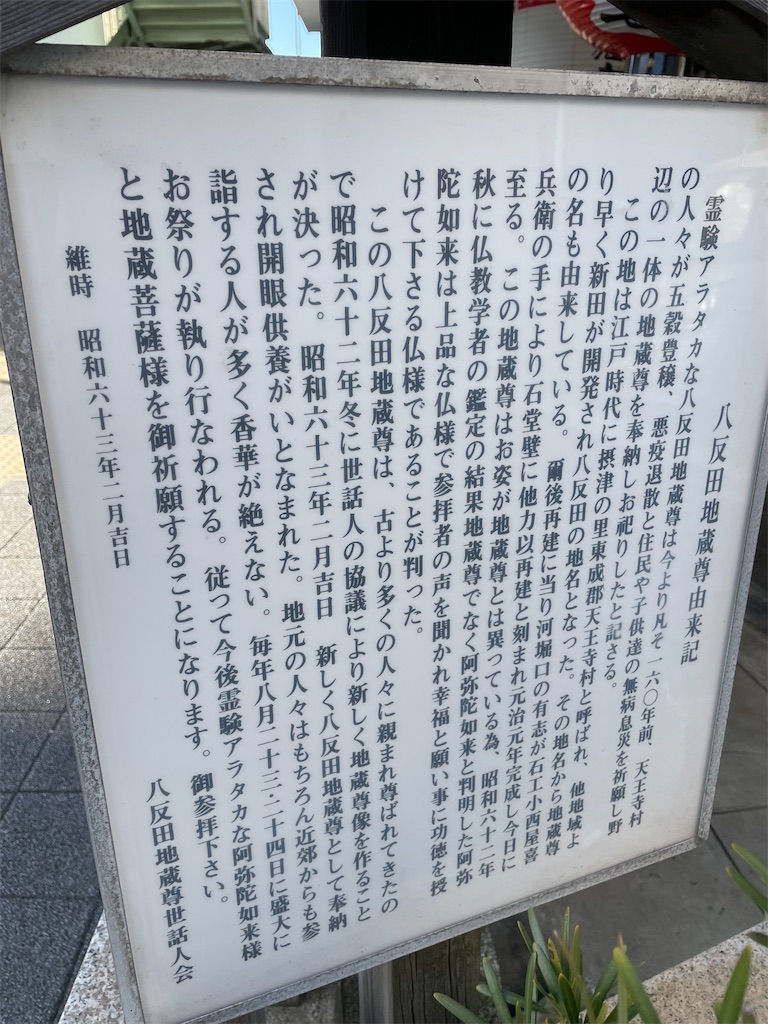 八反田地蔵尊由来記
霊験アラタカな八反田地蔵尊は今より凡そ一六〇年前、天王寺村
の人々が五穀豊穣、悪疫退散と住民や子供達の無病息災を祈願し野
辺の一体の地蔵尊を奉納しお祀りしたと記さる。
この地は江戸時代に摂津の里東成郡天王寺村と呼ばれ、他地域よ
り早く新田が開発され八反田の地名となった。その地名から地蔵尊
の名も由来している。爾後再建に当り河堀口の有志が石工小西屋喜
兵衛の手により石堂壁に他力以再建と刻まれ元治元年完成し今日に
至る。この地蔵尊はお姿が地蔵尊とは異っている為、昭和六十二年
秋に仏教学者の鑑定の結果地蔵尊でなく阿弥陀如来と判明した阿弥
陀如来は上品な仏様で参拝者の声を聞かれ幸福と願い事に功徳を授
けて下さる仏様であることが判った。
この八反田地蔵尊は、古より多くの人々に親まれ尊ばれてきたの
で昭和六十二年冬に世話人の協議により新しく地蔵尊像を作ること
が決った。昭和六十三年二月吉日　新しく八反田地蔵尊として奉納
され開眼供養がいとなまれた。地元の人々はもちろん近郊からも参
詣する人が多く香華が絶えない。毎年八月二十三・二十四日に盛大に
お祭りが執り行なわれる。従って今後霊験アラタカな阿弥陀如来様
と地蔵菩薩様を御祈願することになります。御参拝下さい。
八反田地蔵尊世話人会
維時　昭和六十三年二月吉日